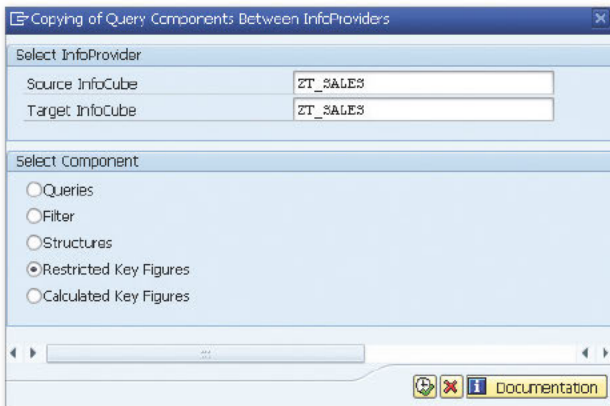 Copying of Query Components Between InfoProviders
Select InfoProvider
Source InfoCube ZT_SALES
Target InfoCube ZT_SALES
Select Component
Queries
Filter
Structures
Restricted Key Figures
Calculated Key Figures
Documentation